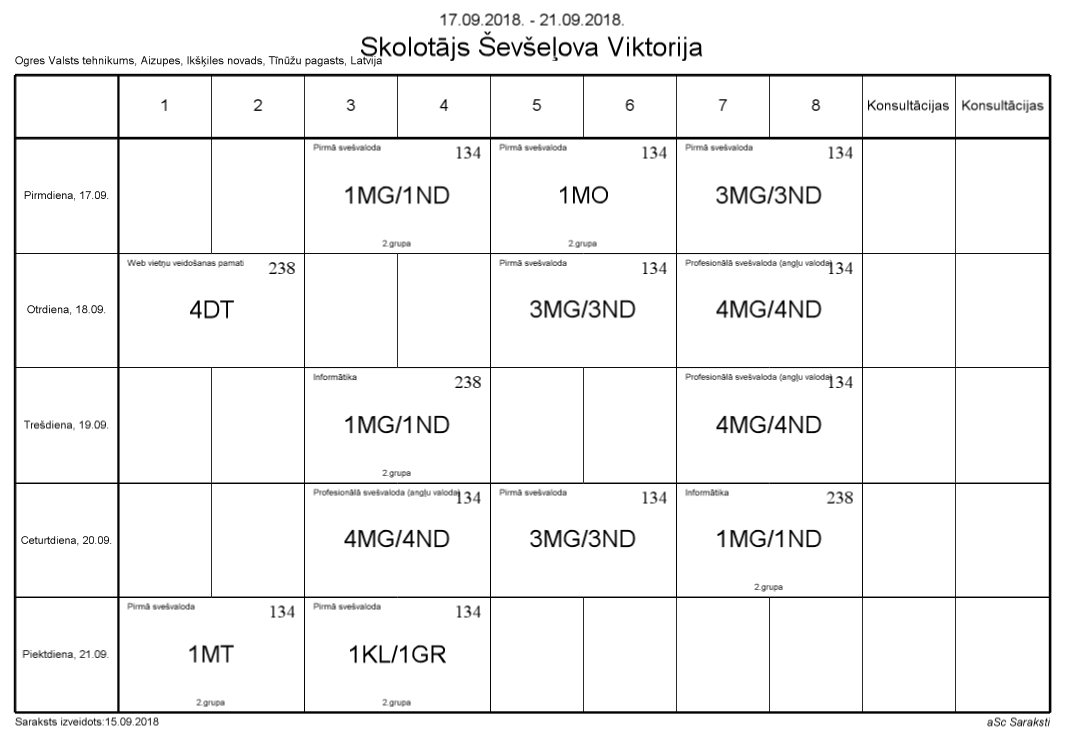 17.09.2018. - 21.09.2018.
Skolotājs Ševšeļova Viktorija
Ogres Valsts tehnikums, Aizupes, Ikšķiles novads, Tīnūžu pagasts, Latvija
1 2 3 4 5 6 7 8 Konsultācijas Konsultācijas
Pirmdiena, 17.09.
Pirmā svešvaloda 134
1MG/1ND
2.grupa
Pirmā svešvaloda 134
1MO
2.grupa
Pirmā svešvaloda 134
3MG/3ND
Otrdiena, 18.09.
Web vietņu veidošanas pamati 238
4DT
Pirmā svešvaloda 134
3MG/3ND
Profesionālā svešvaloda (angļu valoda) 134
4MG/4ND
Trešdiena, 19.09.
Informātika 238
1MG/1ND
2.grupa
Profesionālā svešvaloda (angļu valoda) 134
4MG/4ND
Ceturtdiena, 20.09.
Profesionālā svešvaloda (angļu valoda) 134
4MG/4ND
Pirmā svešvaloda 134
3MG/3ND
Informātika 238
1MG/1ND
2.grupa
Piektdiena, 21.09.
Pirmā svešvaloda 134
1MT
2.grupa
Pirmā svešvaloda 134
1KL/1GR
2.grupa
Saraksts izveidots:15.09.2018
aSc Saraksti